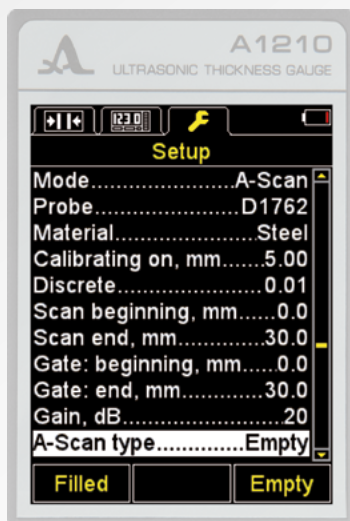 A1210
ULTRASONIC THICKNESS GAUGE
123.0
Setup
Mode......................A-Scan
Probe.......................D1762
Material......................Steel
Calibrating on, mm.......5.00
Discrete......................0.01
Scan beginning, mm......0.0
Scan end, mm..............30.0
Gate: beginning, mm....0.0
Gate: end, mm.............30.0
Gain, dB.........................20
A-Scan type..............Empty
Filled Empty